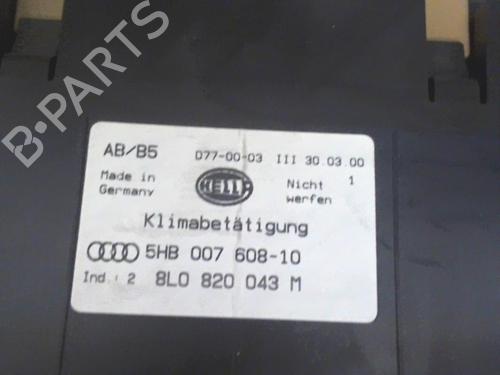 B-PARTS
AB/B5 D77-00-03 III 30.03.00
Made in Germany HELLA Nicht werfen 1
Klimabetätigung
5HB 007 608-10
Ind.: 2 8L0 820 043 M